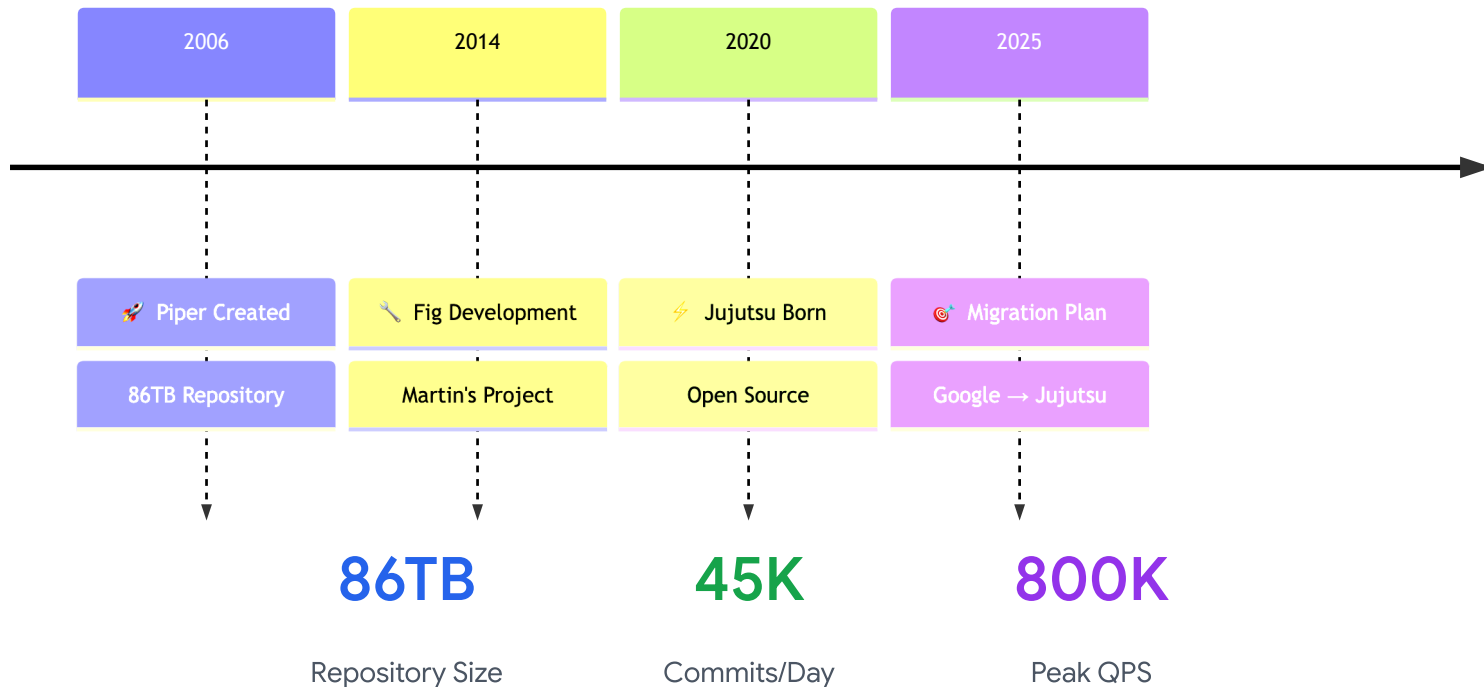 2006
2014
2020
2025
🚀 Piper Created
🔧 Fig Development
⚡ Jujutsu Born
🎯 Migration Plan
86TB Repository
Martin's Project
Open Source
Google → Jujutsu
86TB
45K
800K
Repository Size
Commits/Day
Peak QPS